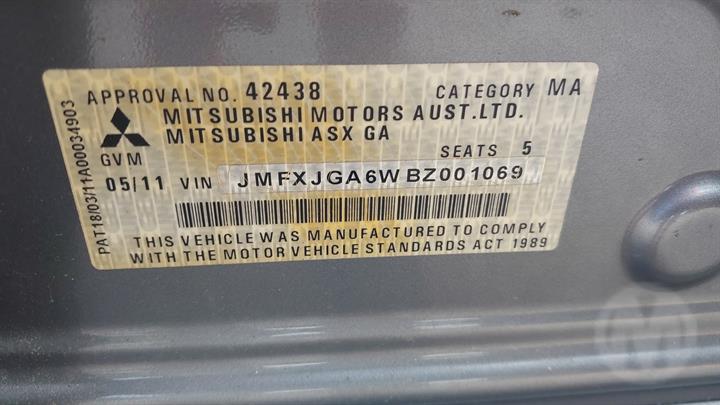 APPROVAL NO. 42438 CATEGORY MA
MITSUBISHI MOTORS AUST.LTD.
MITSUBISHI ASX GA
GVM SEATS 5
05/11 VIN JMFXJGA6WBZ001069
THIS VEHICLE WAS MANUFACTURED TO COMPLY
WITH THE MOTOR VEHICLE STANDARDS ACT 1989
PAT18/03/11A00034903
M